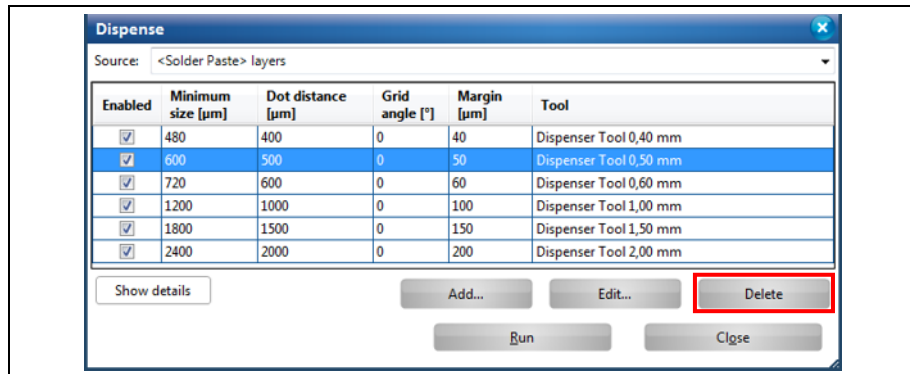 Dispense
Source: <Solder Paste> layers
Enabled Minimum size [µm] Dot distance [µm] Grid angle [°] Margin [µm] Tool
480 400 0 40 Dispenser Tool 0,40 mm
600 500 0 50 Dispenser Tool 0,50 mm
720 600 0 60 Dispenser Tool 0,60 mm
1200 1000 0 100 Dispenser Tool 1,00 mm
1800 1500 0 150 Dispenser Tool 1,50 mm
2400 2000 0 200 Dispenser Tool 2,00 mm
Show details Add... Edit... Delete
Run Close